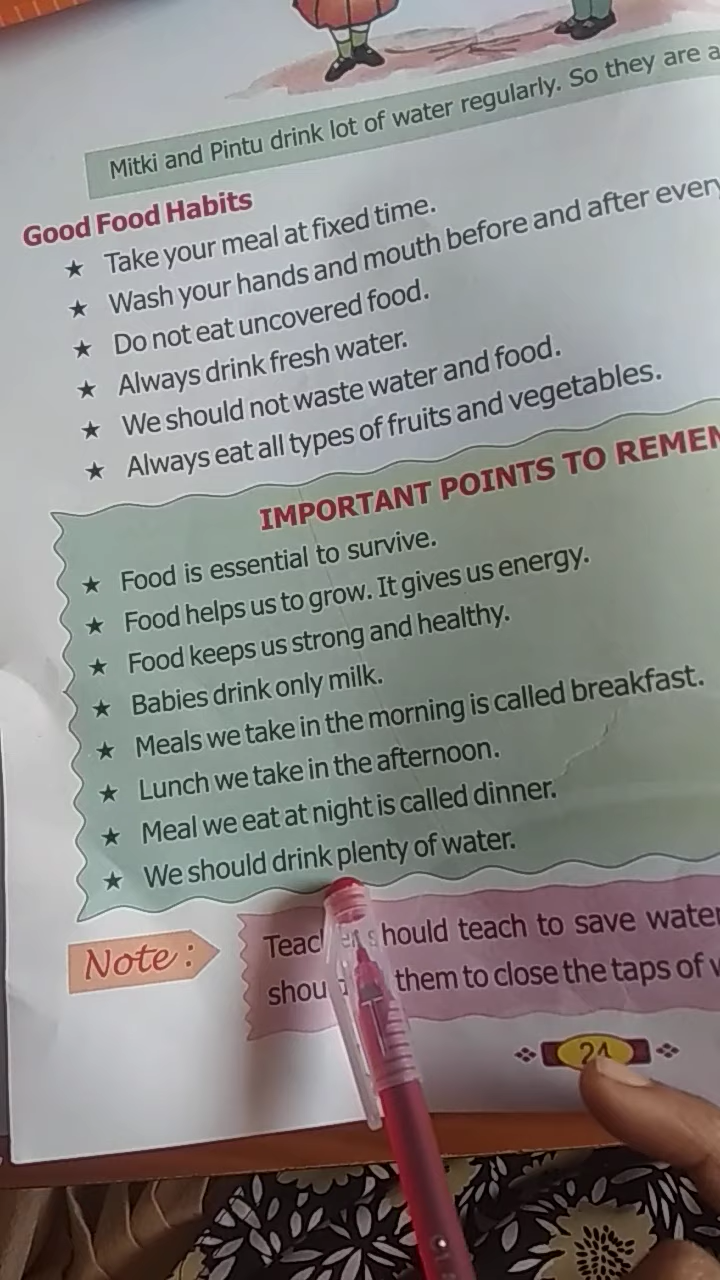 Mitki and Pintu drink lot of water regularly. So they are a
Good Food Habits
★ Take your meal at fixed time.
★ Wash your hands and mouth before and after every
★ Do not eat uncovered food.
★ Always drink fresh water.
★ We should not waste water and food.
★ Always eat all types of fruits and vegetables.
IMPORTANT POINTS TO REMEM
★ Food is essential to survive.
★ Food helps us to grow. It gives us energy.
★ Food keeps us strong and healthy.
★ Babies drink only milk.
★ Meals we take in the morning is called breakfast.
★ Lunch we take in the afternoon.
★ Meal we eat at night is called dinner.
★ We should drink plenty of water.
Note: Teac er should teach to save water
shou them to close the taps of
24